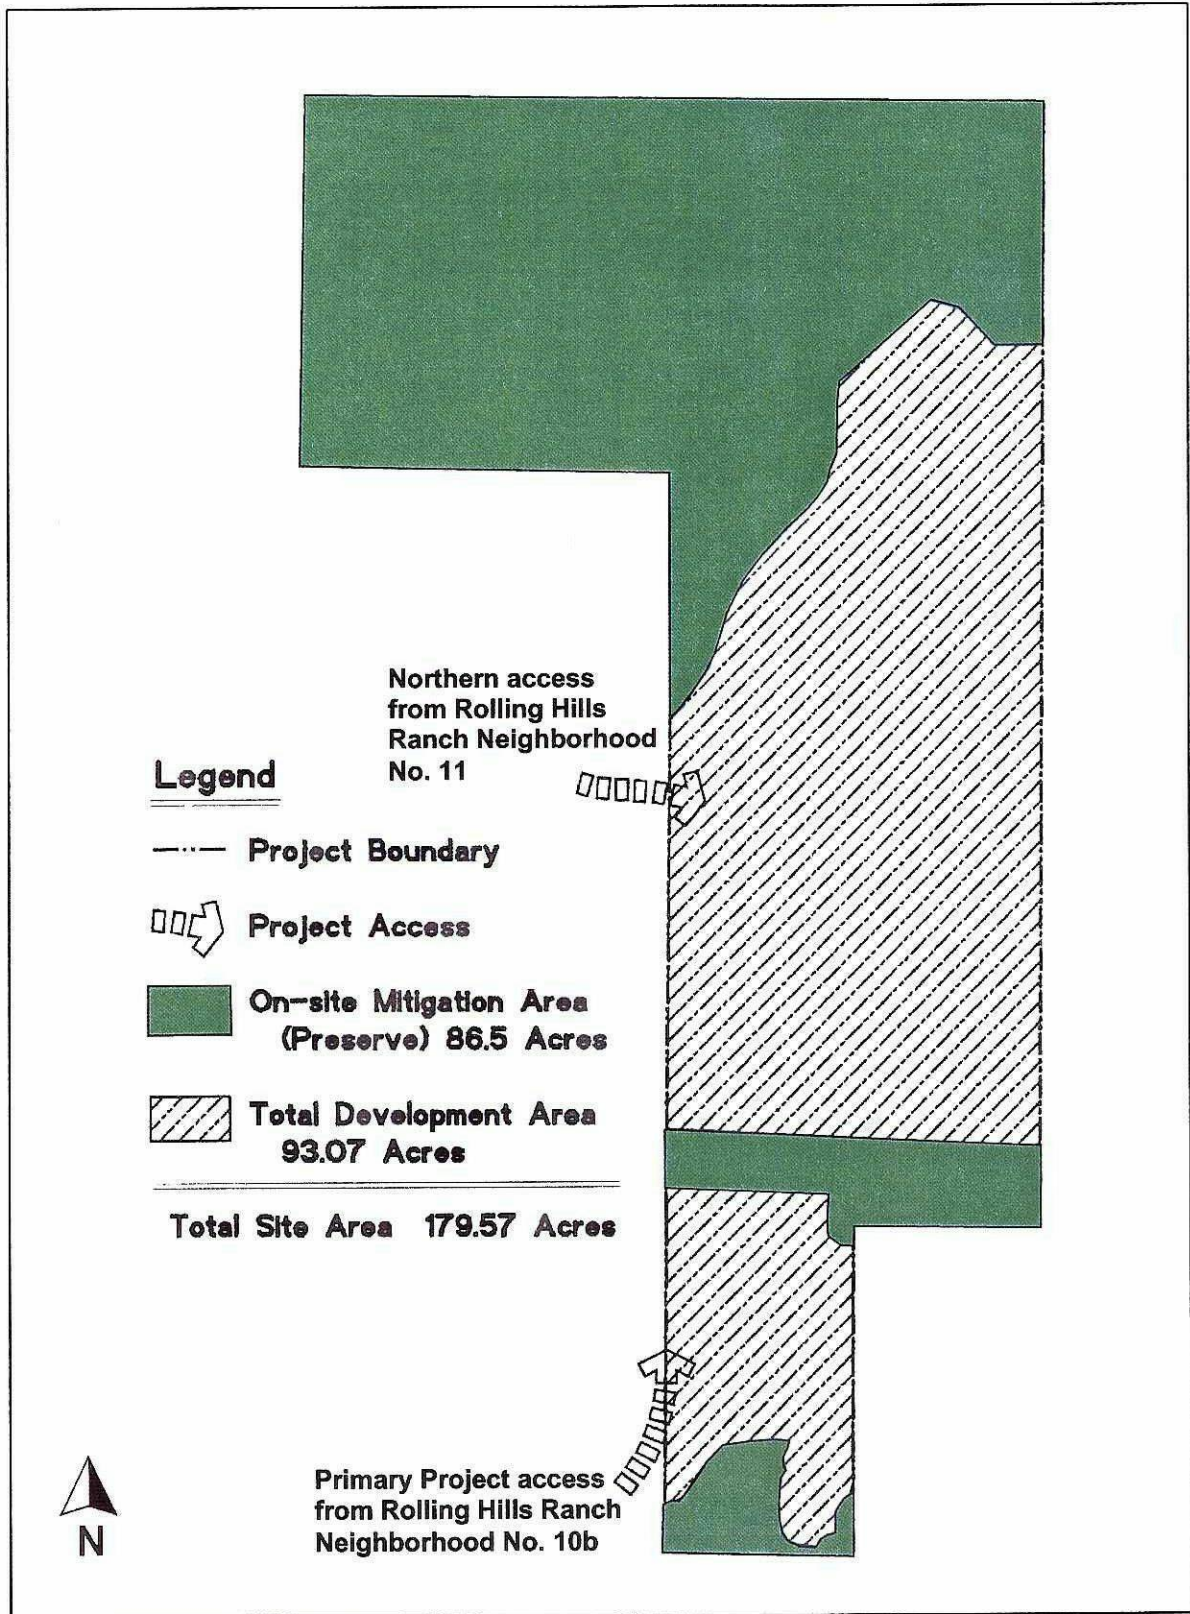 Northern access
from Rolling Hills
Ranch Neighborhood
No. 11
Legend
Project Boundary
Project Access
On-site Mitigation Area
(Preserve) 86.5 Acres
Total Development Area
93.07 Acres
Total Site Area 179.57 Acres
Primary Project access
from Rolling Hills Ranch
Neighborhood No. 10b
N